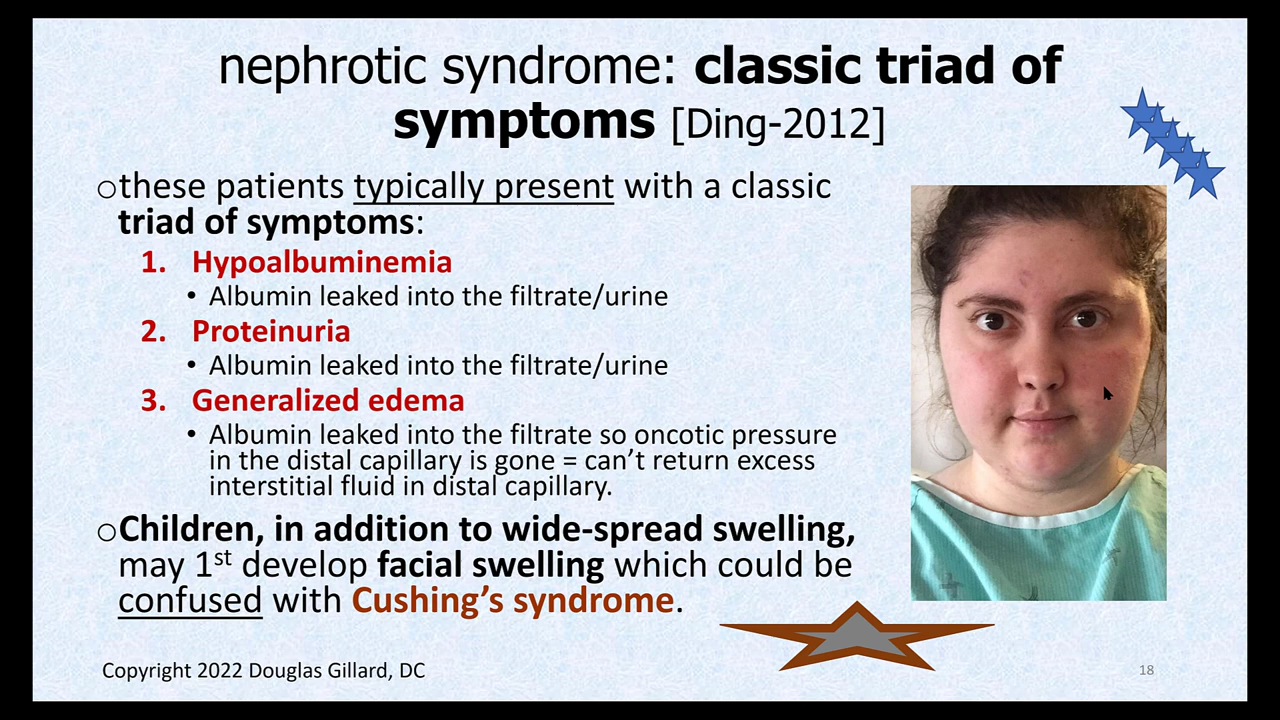 nephrotic syndrome: classic triad of
symptoms [Ding-2012]
○these patients typically present with a classic
triad of symptoms:
1. Hypoalbuminemia
• Albumin leaked into the filtrate/urine
2. Proteinuria
• Albumin leaked into the filtrate/urine
3. Generalized edema
• Albumin leaked into the filtrate so oncotic pressure
in the distal capillary is gone = can't return excess
interstitial fluid in distal capillary.
○Children, in addition to wide-spread swelling,
may 1st develop facial swelling which could be
confused with Cushing's syndrome.
Copyright 2022 Douglas Gillard, DC
18